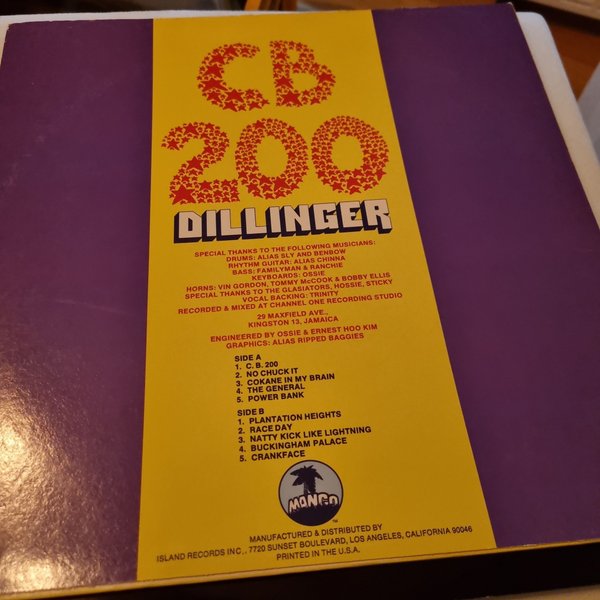 CB
200
DILLINGER
SPECIAL THANKS TO THE FOLLOWING MUSICIANS:
DRUMS: ALIAS SLY AND BENBOW
RHYTHM GUITAR: ALIAS CHINNA
BASS: FAMILYMAN & RANCHIE
KEYBOARDS: OSSIE
HORNS: VIN GORDON, TOMMY McCOOK & BOBBY ELLIS
SPECIAL THANKS TO THE GLASIATORS, HOSSIE, STICKY
VOCAL BACKING: TRINITY
RECORDED & MIXED AT CHANNEL ONE RECORDING STUDIO
29 MAXFIELD AVE.,
KINGSTON 13, JAMAICA
ENGINEERED BY OSSIE & ERNEST HOO KIM
GRAPHICS: ALIAS RIPPED BAGGIES
SIDE A
1. C. B. 200
2. NO CHUCK IT
3. COKANE IN MY BRAIN
4. THE GENERAL
5. POWER BANK
SIDE B
1. PLANTATION HEIGHTS
2. RACE DAY
3. NATTY KICK LIKE LIGHTNING
4. BUCKINGHAM PALACE
5. CRANKFACE
MANGO
TM
MANUFACTURED & DISTRIBUTED BY
ISLAND RECORDS INC., 7720 SUNSET BOULEVARD, LOS ANGELES, CALIFORNIA 90046
PRINTED IN THE U.S.A.